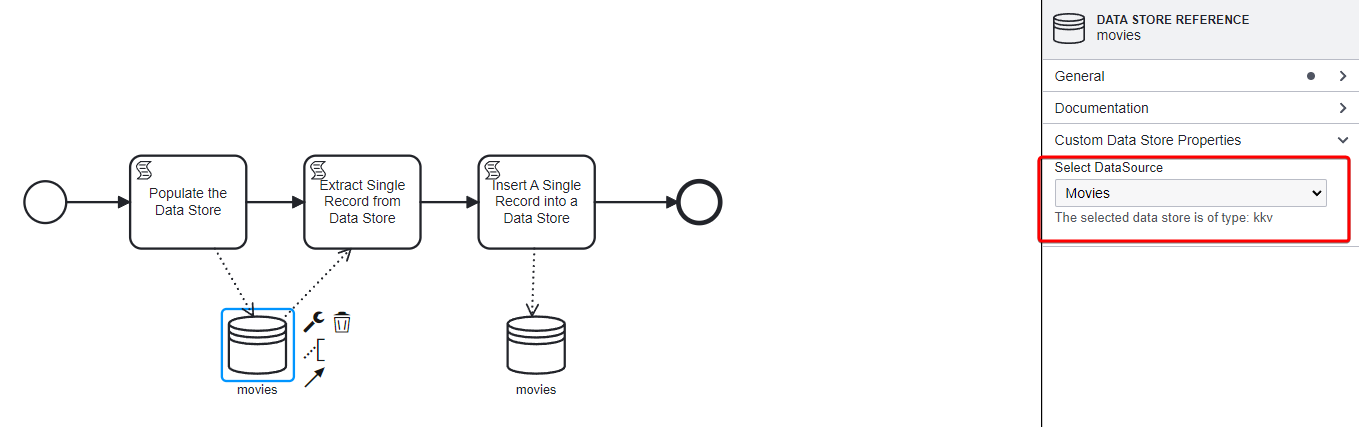 Populate the
Data Store
Extract Single
Record from
Data Store
Insert A Single
Record into a
Data Store
movies
movies
DATA STORE REFERENCE
movies
General
Documentation
Custom Data Store Properties
Select DataSource
Movies
The selected data store is of type: kkv